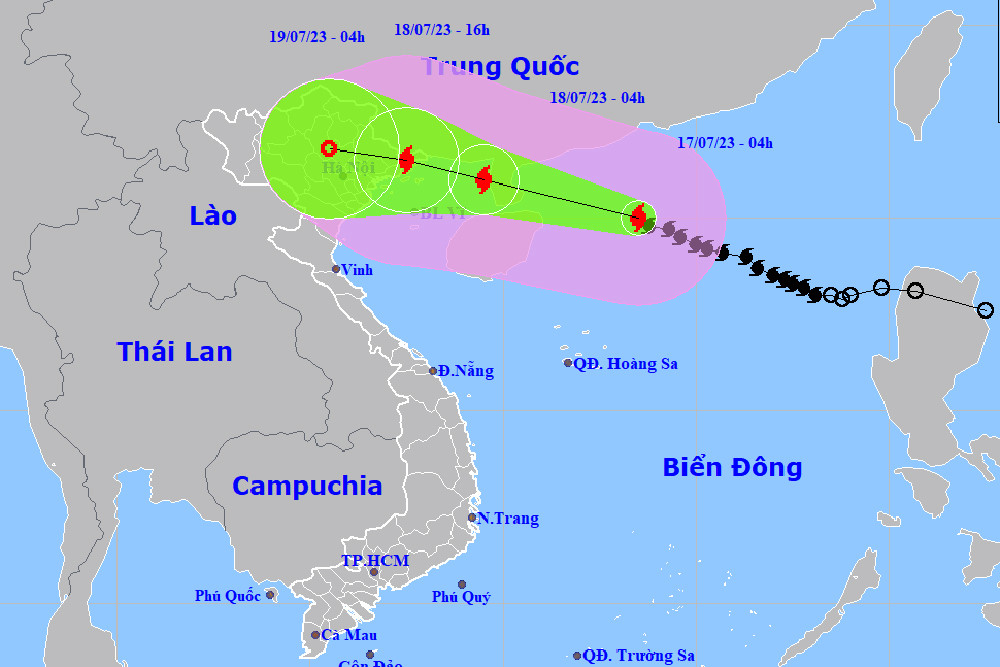 19/07/23 - 04h
18/07/23 - 16h
Trung Quốc
18/07/23 - 04h
17/07/23 - 04h
Hà Nội
Lào
BLVĨ
Vinh
Thái Lan
Đ.Nẵng
QĐ. Hoàng Sa
Biển Đông
Campuchia
N.Trang
TP.HCM
Phú Quốc
Phú Quý
Cà Mau
QĐ. Trường Sa
Côn Đảo